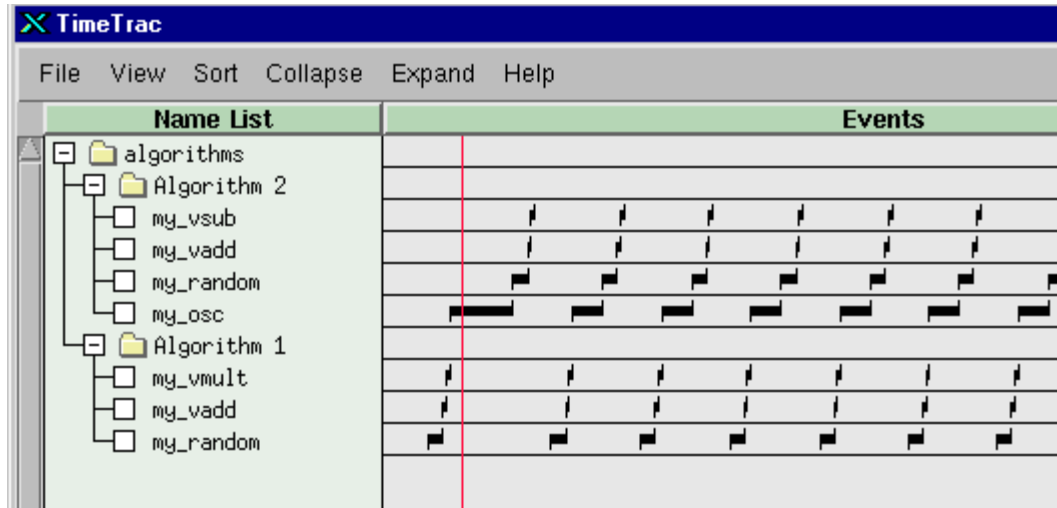 TimeTrac
File View Sort Collapse Expand Help
Name List Events
algorithms
Algorithm 2
my_vsub
my_vadd
my_random
my_osc
Algorithm 1
my_vmult
my_vadd
my_random